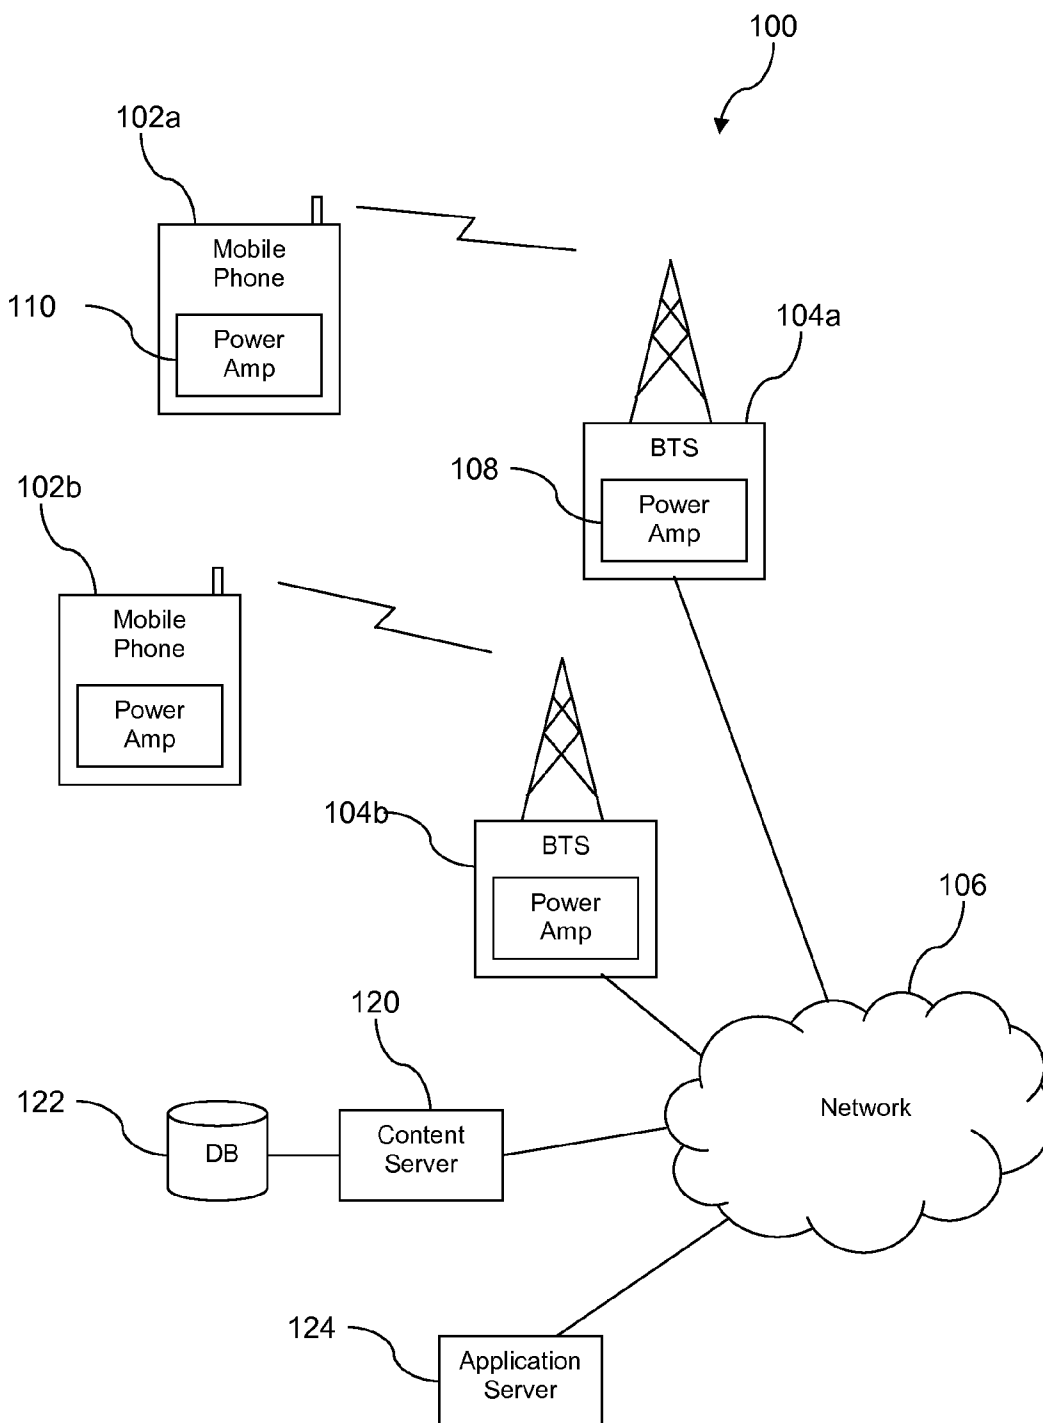 100
102a
Mobile
Phone
110
Power
Amp
104a
BTS
108
Power
Amp
102b
Mobile
Phone
Power
Amp
104b
BTS
Power
Amp
106
Network
120
122
DB
Content
Server
124
Application
Server